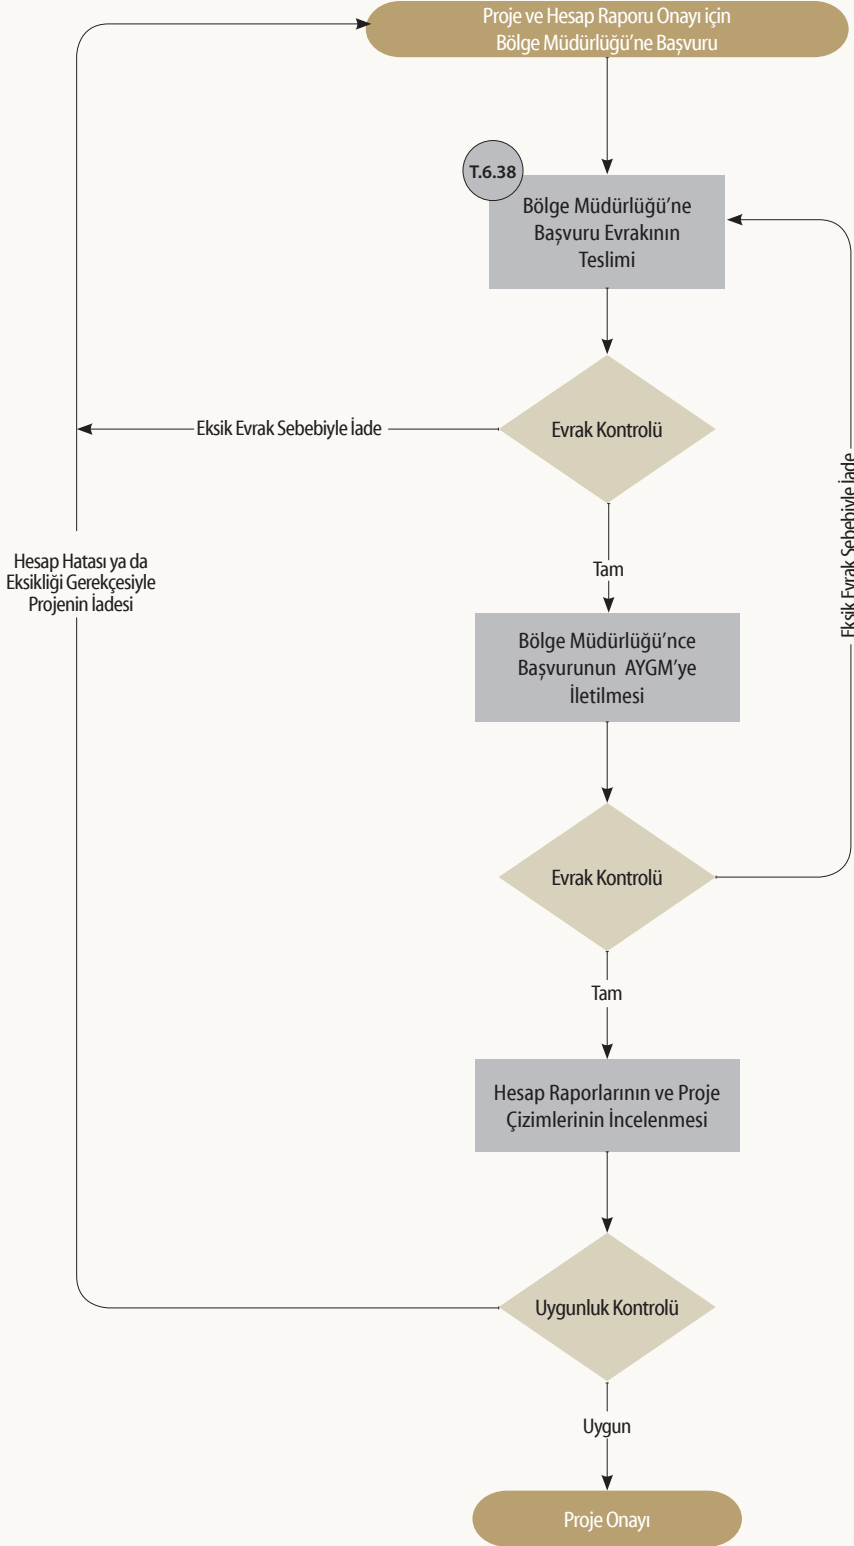 Proje ve Hesap Raporu Onayı için
Bölge Müdürlüğü'ne Başvuru
T.6.38
Bölge Müdürlüğü'ne
Başvuru Evrakının
Teslimi
Evrak Kontrolü
Eksik Evrak Sebebiyle İade
Eksik Evrak Sebebiyle İade
Hesap Hatası ya da
Eksikliği Gerekçesiyle
Projenin İadesi
Tam
Bölge Müdürlüğü'nce
Başvurunun AYGM'ye
İletilmesi
Evrak Kontrolü
Tam
Hesap Raporlarının ve Proje
Çizimlerinin İncelenmesi
Uygunluk Kontrolü
Uygun
Proje Onayı